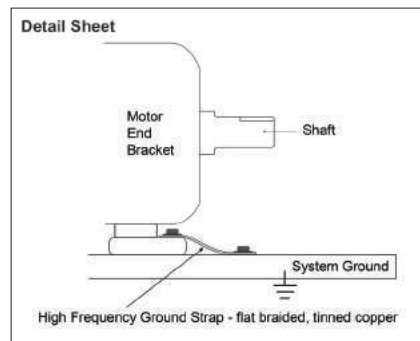 Detail Sheet
Motor
End
Bracket
Shaft
System Ground
High Frequency Ground Strap - flat braided, tinned copper